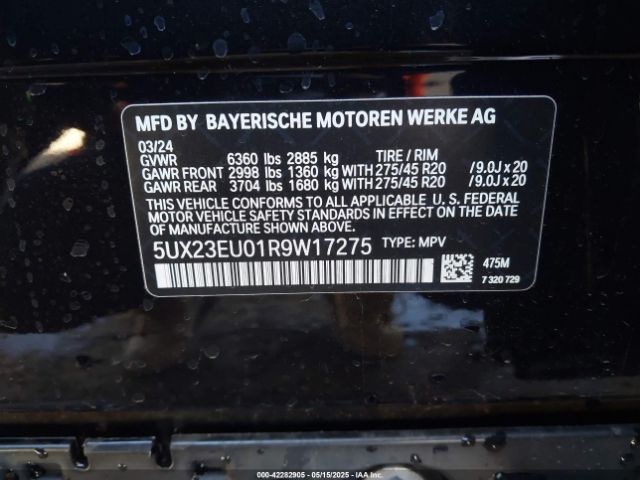 MFD BY BAYERISCHE MOTOREN WERKE AG
03/24
GVWR 6360 lbs 2885 kg TIRE / RIM
GAWR FRONT 2998 lbs 1360 kg WITH 275/45 R20 / 9.0J x 20
GAWR REAR 3704 lbs 1680 kg WITH 275/45 R20 / 9.0J x 20
THIS VEHICLE CONFORMS TO ALL APPLICABLE U. S. FEDERAL
MOTOR VEHICLE SAFETY STANDARDS IN EFFECT ON THE DATE OF
MANUFACTURE SHOWN ABOVE.
5UX23EU01R9W17275 TYPE: MPV
475M
7 320 729
000-42282905 - 05/15/2025 - IAA Inc.